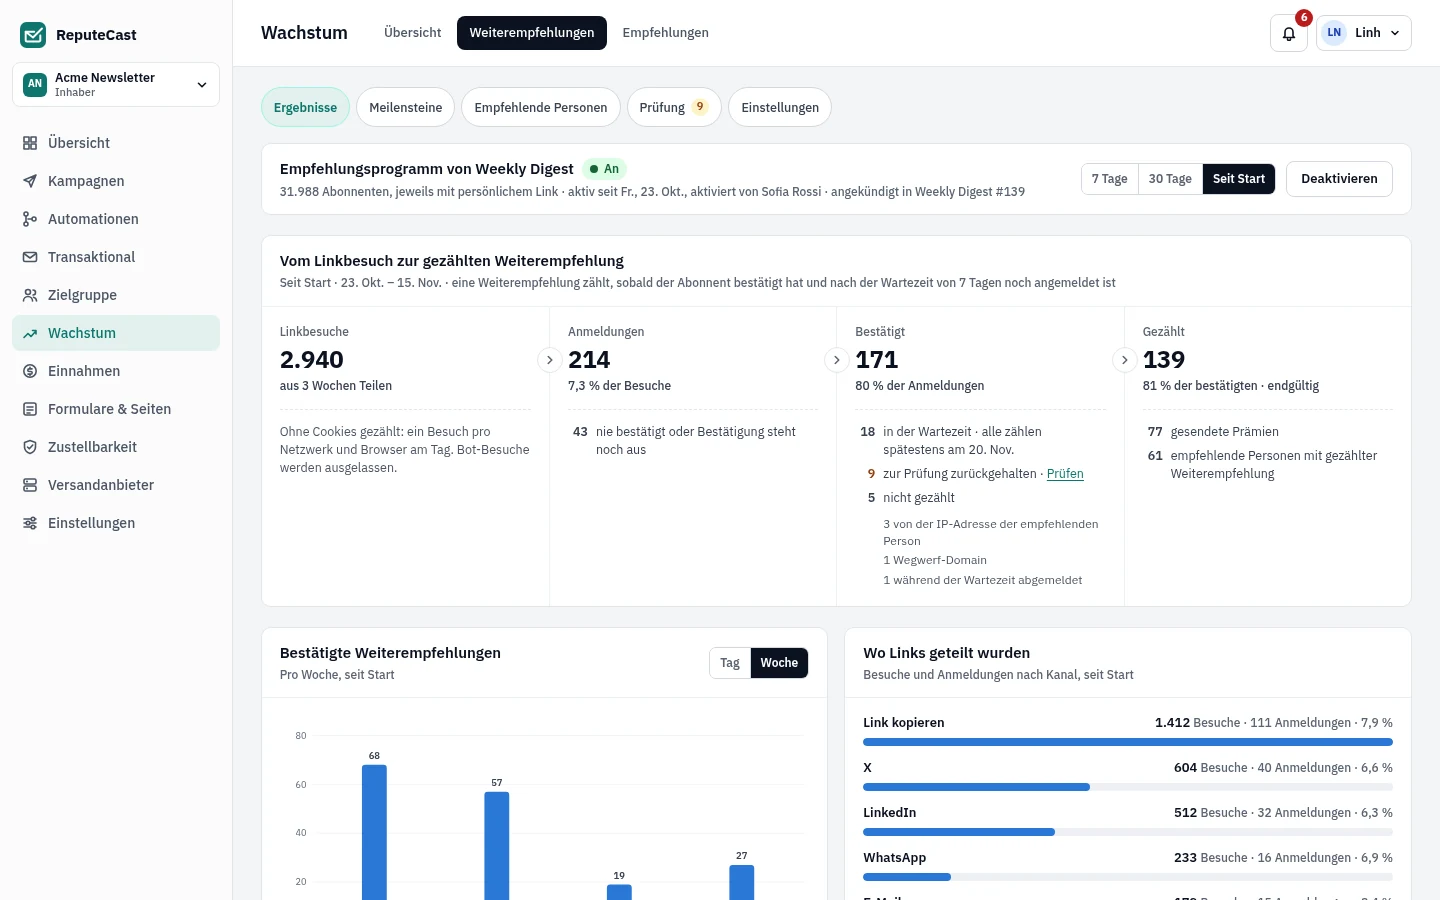 ReputeCast
AN
Acme Newsletter
Inhaber
Übersicht
Kampagnen
Automationen
Transaktional
Zielgruppe
Wachstum
Einnahmen
Formulare & Seiten
Zustellbarkeit
Versandanbieter
Einstellungen
Wachstum
Übersicht
Weiterempfehlungen
Empfehlungen
6
LN
Linh
Ergebnisse
Meilensteine
Empfehlende Personen
Prüfung 9
Einstellungen
Empfehlungsprogramm von Weekly Digest
An
31.988 Abonnenten, jeweils mit persönlichem Link · aktiv seit Fr., 23. Okt., aktiviert von Sofia Rossi · angekündigt in Weekly Digest #139
7 Tage
30 Tage
Seit Start
Deaktivieren
Vom Linkbesuch zur gezählten Weiterempfehlung
Seit Start · 23. Okt. – 15. Nov. · eine Weiterempfehlung zählt, sobald der Abonnent bestätigt hat und nach der Wartezeit von 7 Tagen noch angemeldet ist
Linkbesuche
2.940
aus 3 Wochen Teilen
Ohne Cookies gezählt: ein Besuch pro
Netzwerk und Browser am Tag. Bot-Besuche
werden ausgelassen.
Anmeldungen
214
7,3 % der Besuche
43 nie bestätigt oder Bestätigung steht
noch aus
Bestätigt
171
80 % der Anmeldungen
18 in der Wartezeit · alle zählen
spätestens am 20. Nov.
9 zur Prüfung zurückgehalten · Prüfen
5 nicht gezählt
3 von der IP-Adresse der empfehlenden
Person
1 Wegwerf-Domain
1 während der Wartezeit abgemeldet
Gezählt
139
81 % der bestätigten · endgültig
77 gesendete Prämien
61 empfehlende Personen mit gezählter
Weiterempfehlung
Bestätigte Weiterempfehlungen
Pro Woche, seit Start
Tag
Woche
80
60
40
20
68
57
19
27
Wo Links geteilt wurden
Besuche und Anmeldungen nach Kanal, seit Start
Link kopieren 1.412 Besuche · 111 Anmeldungen · 7,9 %
X 604 Besuche · 40 Anmeldungen · 6,6 %
LinkedIn 512 Besuche · 32 Anmeldungen · 6,3 %
WhatsApp 233 Besuche · 16 Anmeldungen · 6,9 %